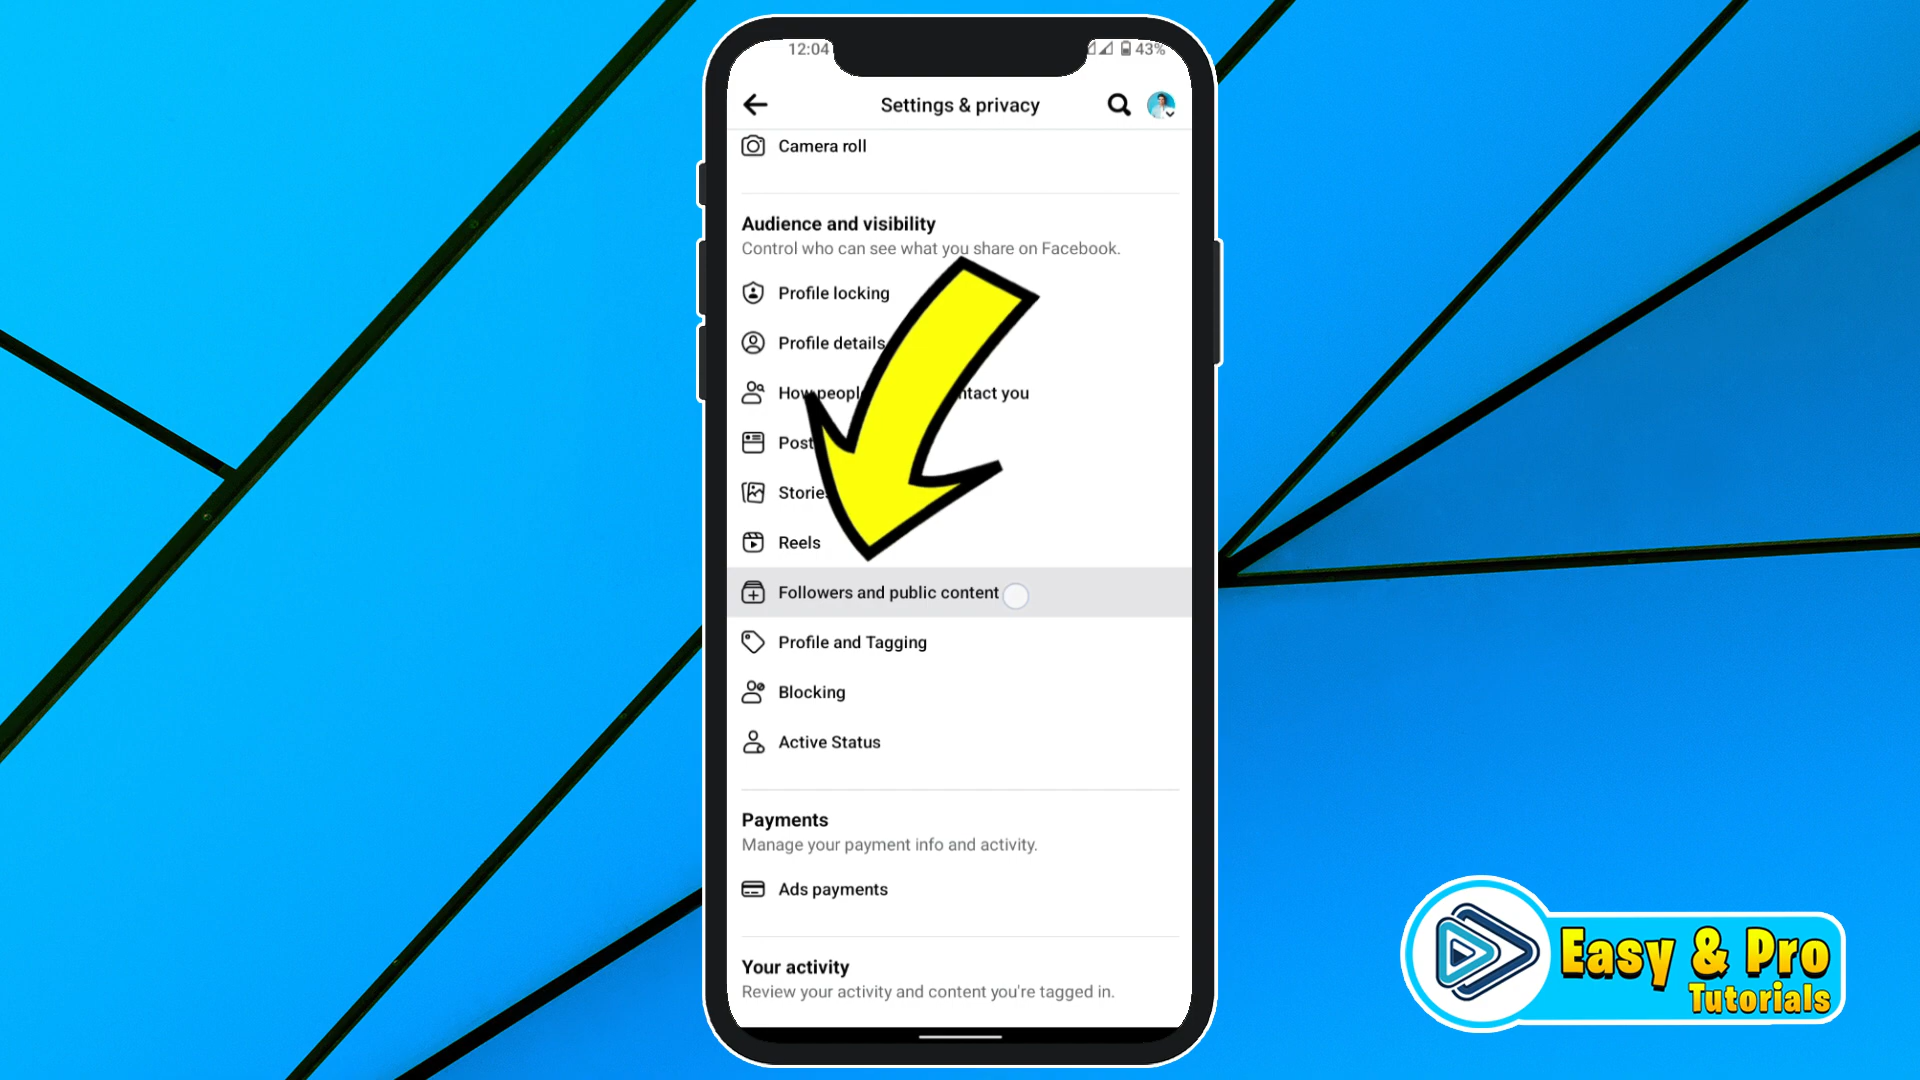 12:04
43%
Settings & privacy
Camera roll
Audience and visibility
Control who can see what you share on Facebook.
Profile locking
Profile details
How people ntact you
Post
Stories
Reels
Followers and public content
Profile and Tagging
Blocking
Active Status
Payments
Manage your payment info and activity.
Ads payments
Your activity
Review your activity and content you're tagged in.
Easy & Pro
Tutorials